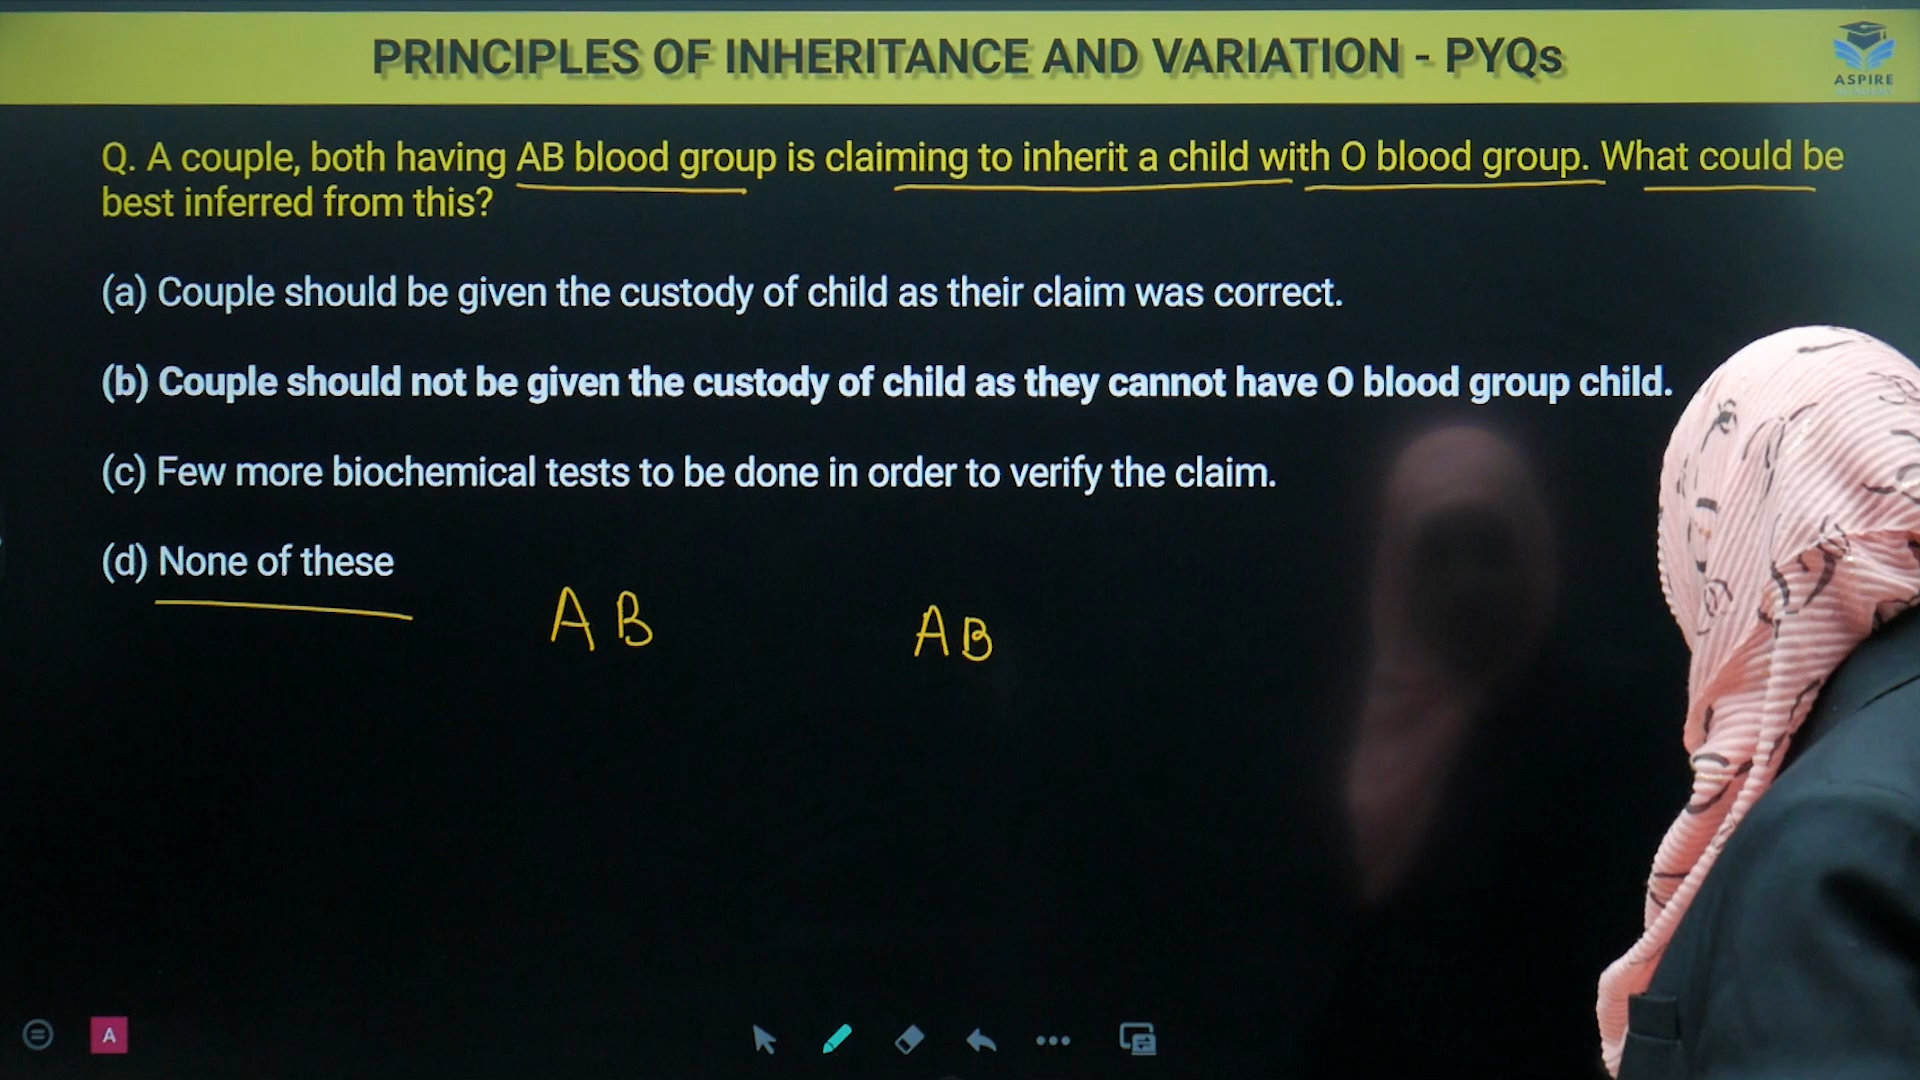 PRINCIPLES OF INHERITANCE AND VARIATION - PYQs
ASPIRE
Q. A couple, both having AB blood group is claiming to inherit a child with O blood group. What could be
best inferred from this?
(a) Couple should be given the custody of child as their claim was correct.
(b) Couple should not be given the custody of child as they cannot have O blood group child.
(c) Few more biochemical tests to be done in order to verify the claim.
(d) None of these
AB AB
A